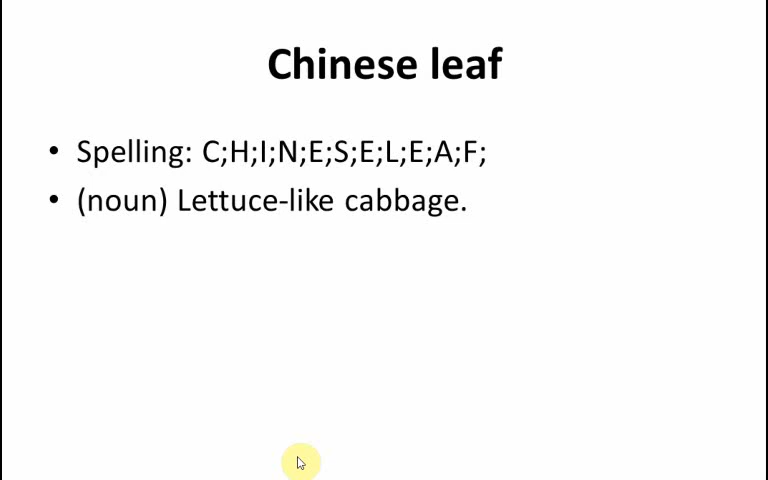 Chinese leaf
• Spelling: C;H;I;N;E;S;E;L;E;A;F;
• (noun) Lettuce-like cabbage.